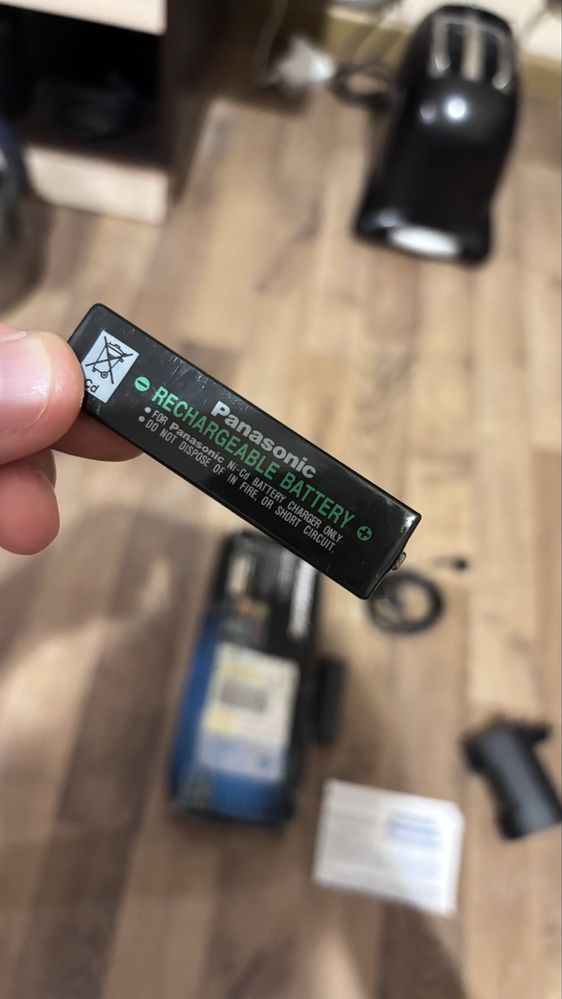 Panasonic
RECHARGEABLE BATTERY
● FOR Panasonic Ni-Cd BATTERY CHARGER ONLY
● DO NOT DISPOSE OF IN FIRE, OR SHORT CIRCUIT.
Cd